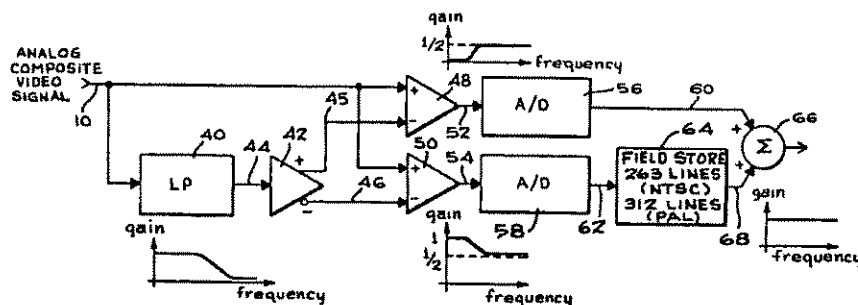 gain
1/2
frequency
ANALOG
COMPOSITE
VIDEO
SIGNAL
10
45
+
-
48
52
A/D
56
60
40
LP
44
42
+
-
46
+
-
50
54
A/D
58
62
64
FIELD STORE
263 LINES
(NTSC)
312 LINES
(PAL)
68
+
+
Σ
66
gain
frequency
gain
1
1/2
frequency
gain
frequency